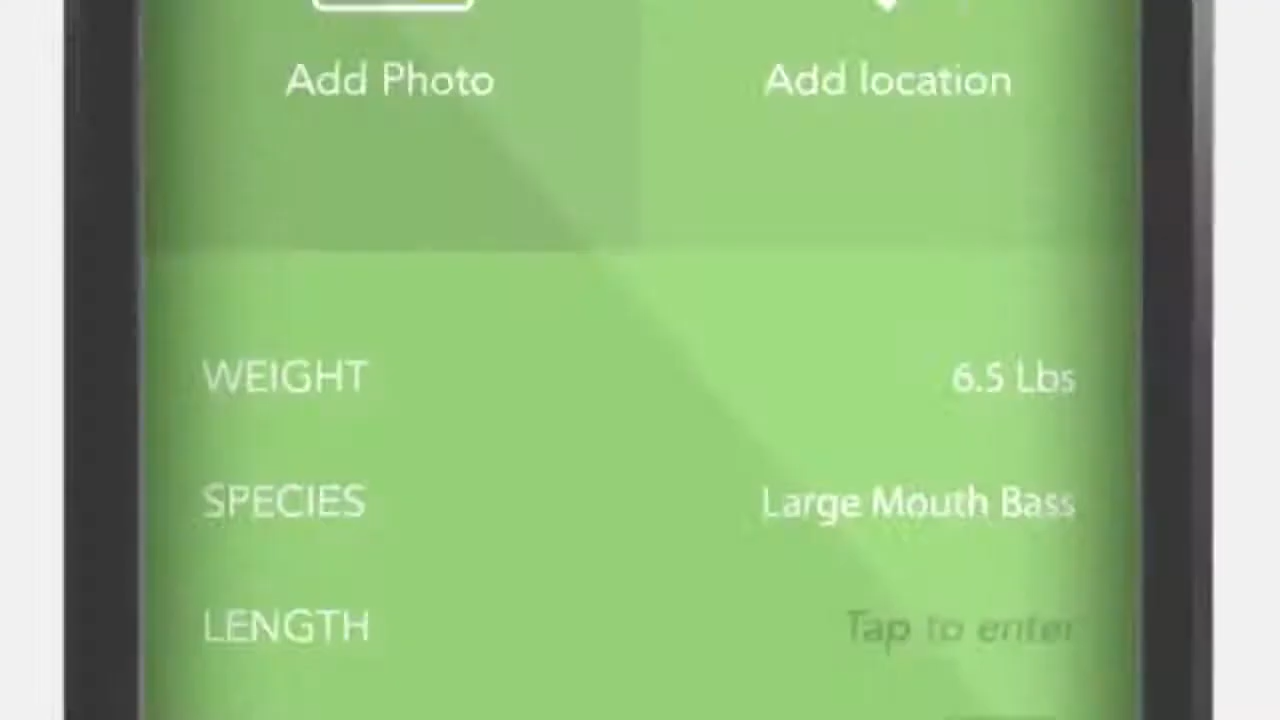 Add Photo Add location
WEIGHT 6.5 Lbs
SPECIES Large Mouth Bass
LENGTH Tap to enter